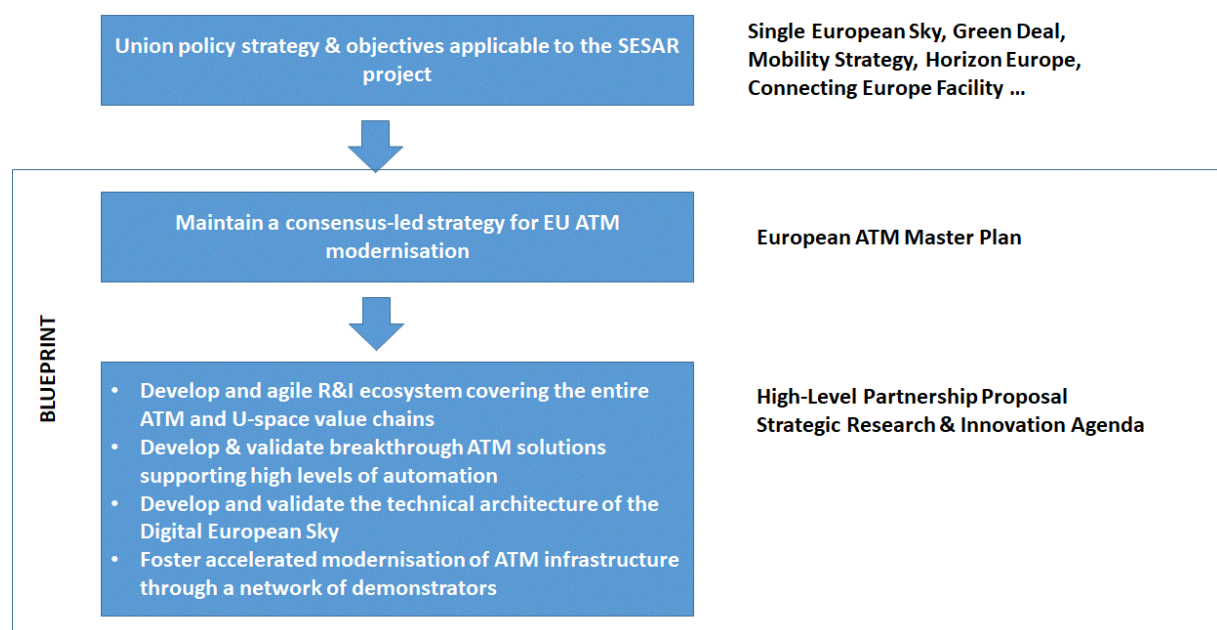 Union policy strategy & objectives applicable to the SESAR
project
Single European Sky, Green Deal,
Mobility Strategy, Horizon Europe,
Connecting Europe Facility ...
BLUEPRINT
Maintain a consensus-led strategy for EU ATM
modernisation
European ATM Master Plan
• Develop and agile R&I ecosystem covering the entire
ATM and U-space value chains
• Develop & validate breakthrough ATM solutions
supporting high levels of automation
• Develop and validate the technical architecture of the
Digital European Sky
• Foster accelerated modernisation of ATM infrastructure
through a network of demonstrators
High-Level Partnership Proposal
Strategic Research & Innovation Agenda